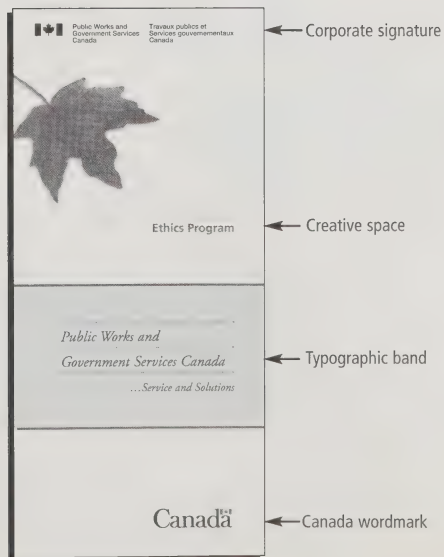 Public Works and
Government Services
Canada
Travaux publics et
Services gouvernementaux
Canada
Corporate signature
Ethics Program
Creative space
Public Works and
Government Services Canada
...Service and Solutions
Typographic band
Canada
Canada wordmark